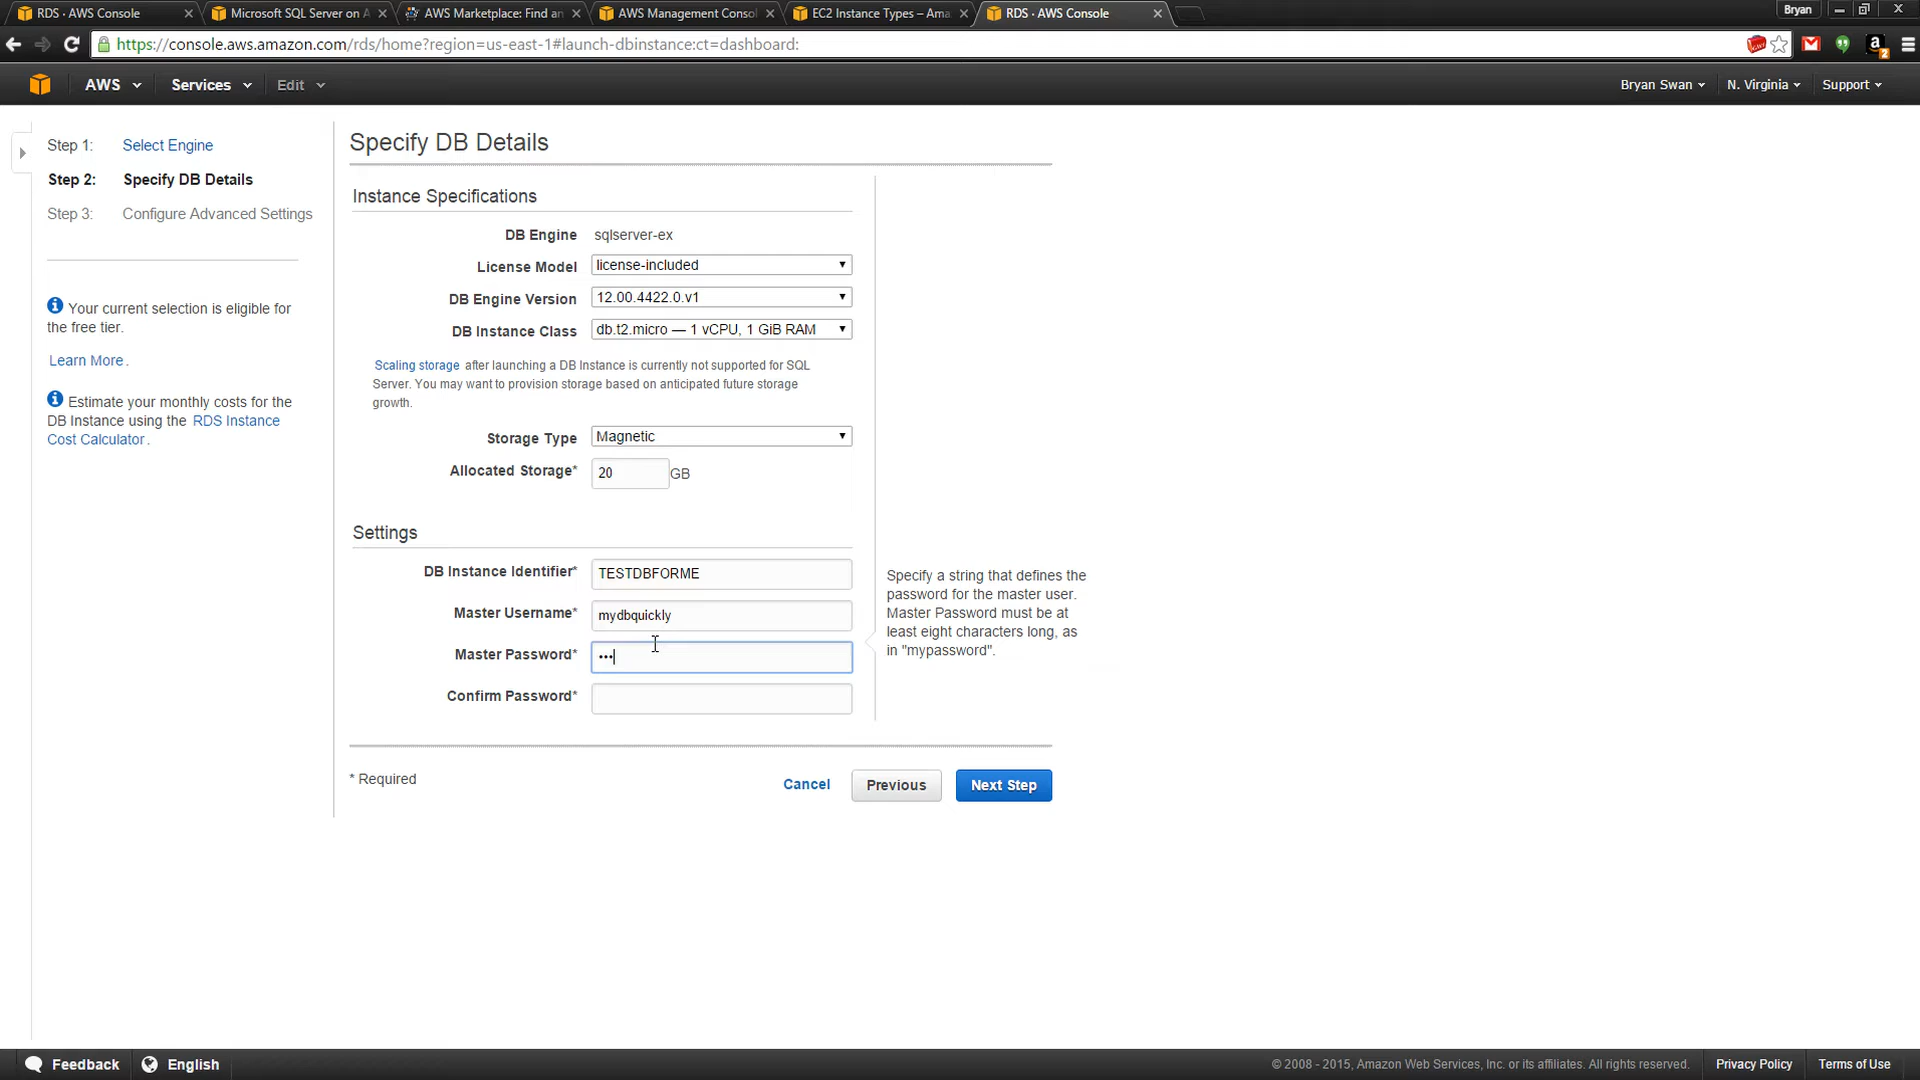 RDS · AWS Console
Microsoft SQL Server on A
AWS Marketplace: Find an
AWS Management Consol
EC2 Instance Types – Ama
RDS · AWS Console
Bryan
https://console.aws.amazon.com/rds/home?region=us-east-1#launch-dbinstance:ct=dashboard:
AWS
Services
Edit
Bryan Swan
N. Virginia
Support
Step 1: Select Engine
Step 2: Specify DB Details
Step 3: Configure Advanced Settings
Your current selection is eligible for
the free tier.
Learn More.
Estimate your monthly costs for the
DB Instance using the RDS Instance
Cost Calculator.
Specify DB Details
Instance Specifications
DB Engine sqlserver-ex
License Model license-included
DB Engine Version 12.00.4422.0.v1
DB Instance Class db.t2.micro — 1 vCPU, 1 GiB RAM
Scaling storage after launching a DB Instance is currently not supported for SQL
Server. You may want to provision storage based on anticipated future storage
growth.
Storage Type Magnetic
Allocated Storage* 20 GB
Settings
DB Instance Identifier* TESTDBFORME
Master Username* mydbquickly
Master Password* •••
Confirm Password*
Specify a string that defines the
password for the master user.
Master Password must be at
least eight characters long, as
in "mypassword".
* Required
Cancel
Previous
Next Step
Feedback
English
© 2008 - 2015, Amazon Web Services, Inc. or its affiliates. All rights reserved.
Privacy Policy
Terms of Use